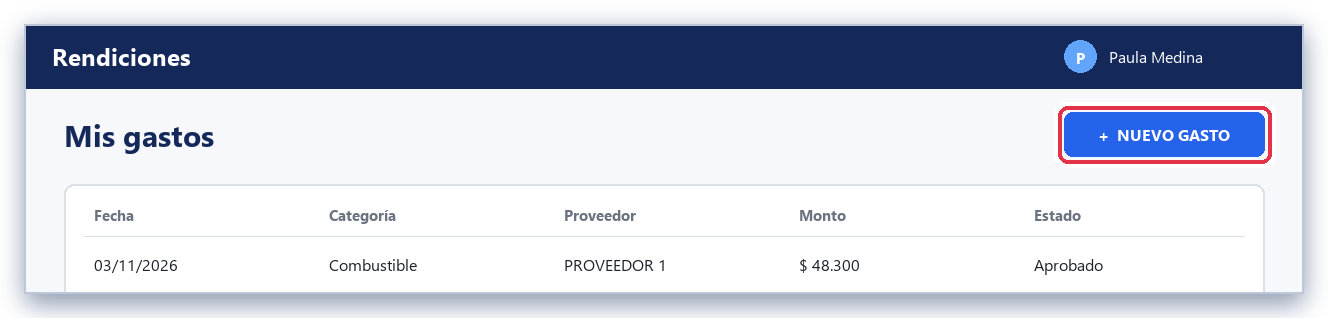 Rendiciones
P Paula Medina
Mis gastos
+ NUEVO GASTO
Fecha Categoría Proveedor Monto Estado
03/11/2026 Combustible PROVEEDOR 1 $ 48.300 Aprobado